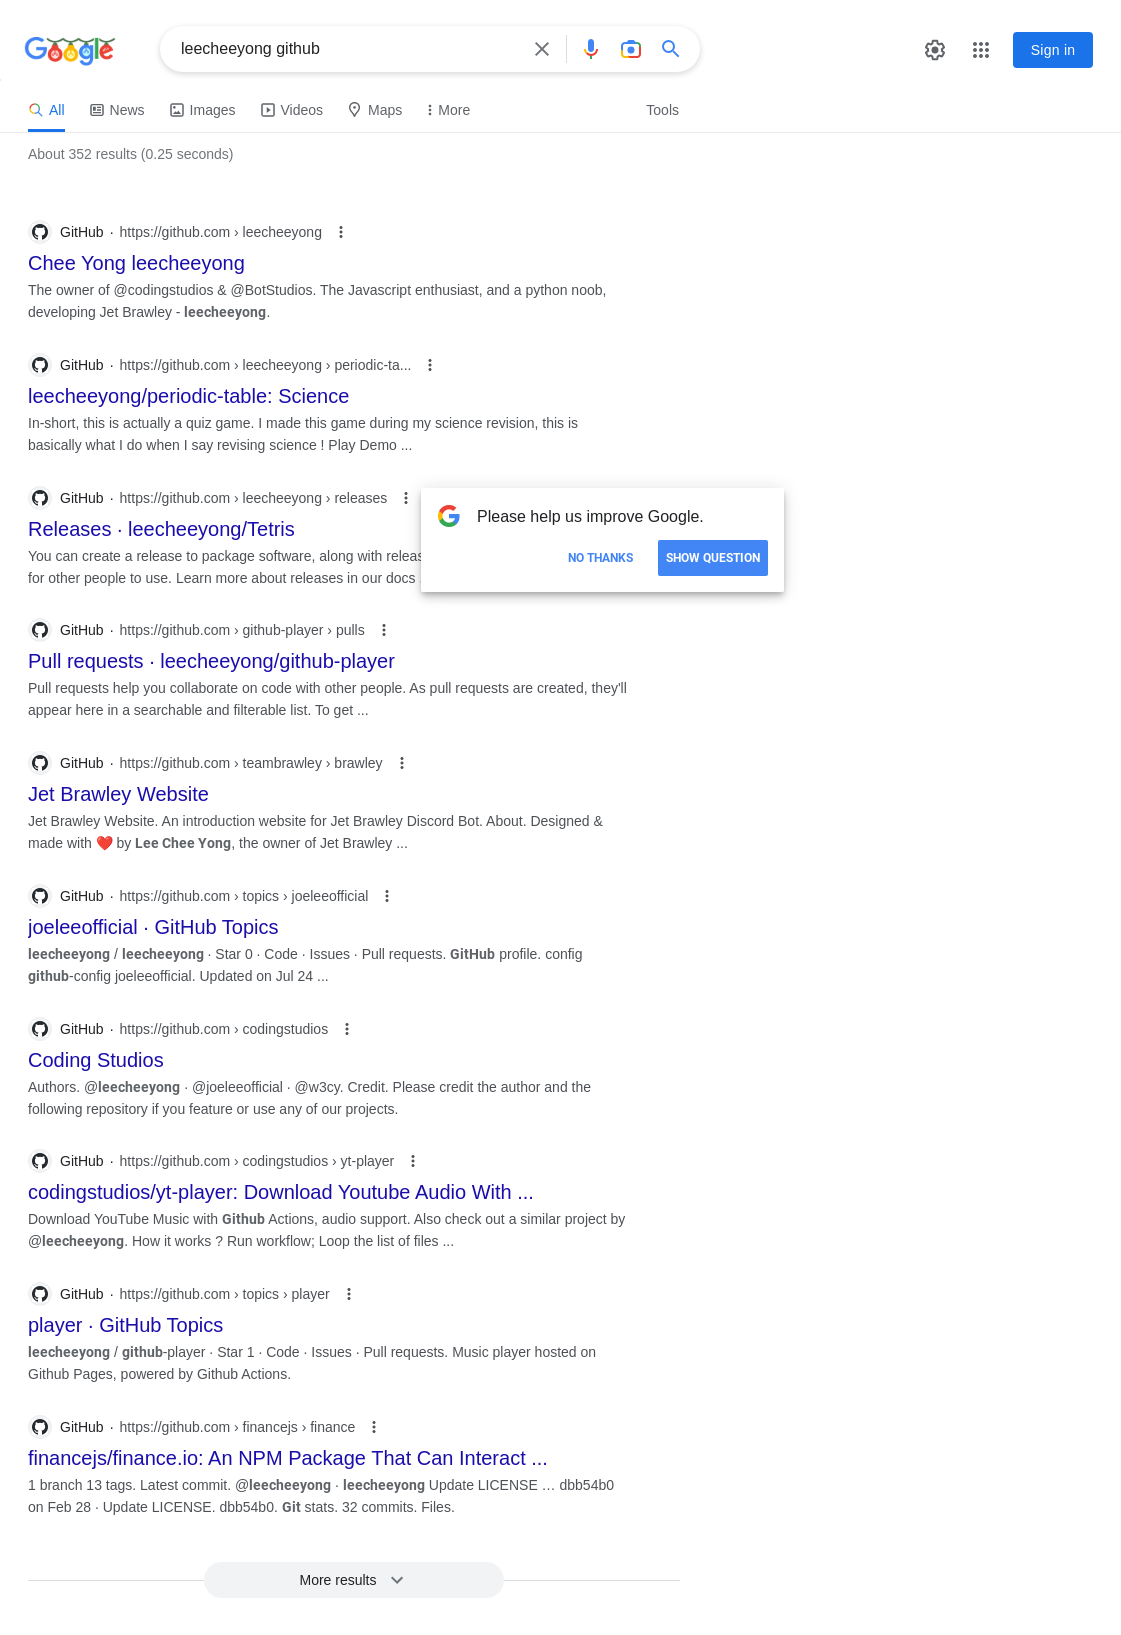 Google
leecheeyong github
Sign in
All
News
Images
Videos
Maps
More
Tools
About 352 results (0.25 seconds)
GitHub · https://github.com › leecheeyong
Chee Yong leecheeyong
The owner of @codingstudios & @BotStudios. The Javascript enthusiast, and a python noob,
developing Jet Brawley - leecheeyong.
GitHub · https://github.com › leecheeyong › periodic-ta...
leecheeyong/periodic-table: Science
In-short, this is actually a quiz game. I made this game during my science revision, this is
basically what I do when I say revising science ! Play Demo ...
GitHub · https://github.com › leecheeyong › releases
Releases · leecheeyong/Tetris
You can create a release to package software, along with
for other people to use. Learn more about releases in our docs
Please help us improve Google.
NO THANKS
SHOW QUESTION
GitHub · https://github.com › github-player › pulls
Pull requests · leecheeyong/github-player
Pull requests help you collaborate on code with other people. As pull requests are created, they'll
appear here in a searchable and filterable list. To get ...
GitHub · https://github.com › teambrawley › brawley
Jet Brawley Website
Jet Brawley Website. An introduction website for Jet Brawley Discord Bot. About. Designed &
made with ❤️ by Lee Chee Yong, the owner of Jet Brawley ...
GitHub · https://github.com › topics › joeleeofficial
joeleeofficial · GitHub Topics
leecheeyong / leecheeyong · Star 0 · Code · Issues · Pull requests. GitHub profile. config
github-config joeleeofficial. Updated on Jul 24 ...
GitHub · https://github.com › codingstudios
Coding Studios
Authors. @leecheeyong · @joeleeofficial · @w3cy. Credit. Please credit the author and the
following repository if you feature or use any of our projects.
GitHub · https://github.com › codingstudios › yt-player
codingstudios/yt-player: Download Youtube Audio With ...
Download YouTube Music with Github Actions, audio support. Also check out a similar project by
@leecheeyong. How it works ? Run workflow; Loop the list of files ...
GitHub · https://github.com › topics › player
player · GitHub Topics
leecheeyong / github-player · Star 1 · Code · Issues · Pull requests. Music player hosted on
Github Pages, powered by Github Actions.
GitHub · https://github.com › financejs › finance
financejs/finance.io: An NPM Package That Can Interact ...
1 branch 13 tags. Latest commit. @leecheeyong · leecheeyong Update LICENSE … dbb54b0
on Feb 28 · Update LICENSE. dbb54b0. Git stats. 32 commits. Files.
More results